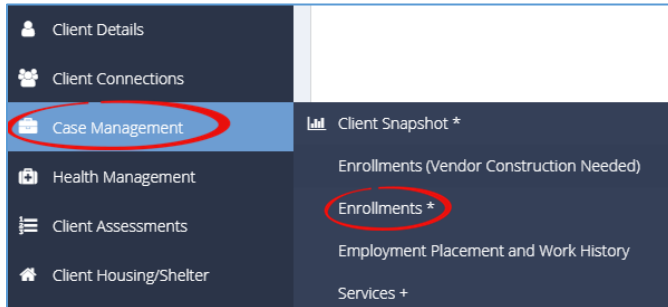 Client Details
Client Connections
Case Management
Health Management
Client Assessments
Client Housing/Shelter
Client Snapshot *
Enrollments (Vendor Construction Needed)
Enrollments *
Employment Placement and Work History
Services +